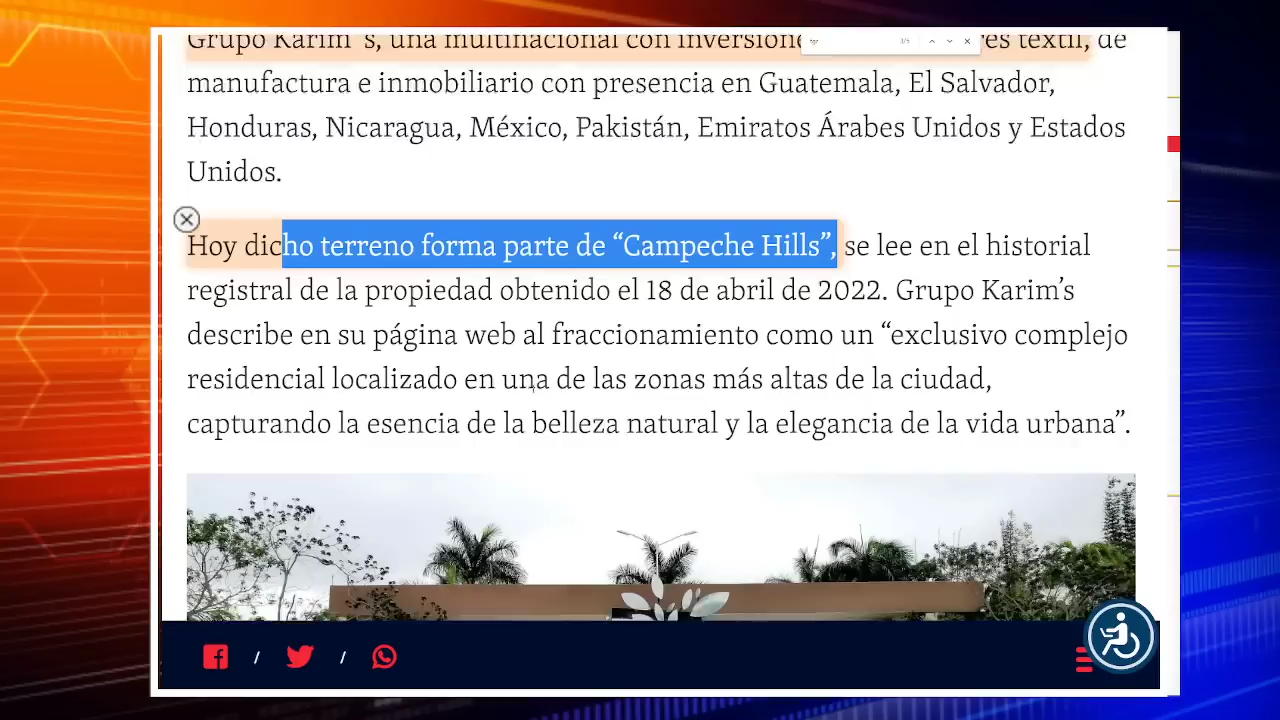 Grupo Karim's, una multinacional con inversione res textil, de
manufactura e inmobiliario con presencia en Guatemala, El Salvador,
Honduras, Nicaragua, México, Pakistán, Emiratos Árabes Unidos y Estados
Unidos.
Hoy dicho terreno forma parte de “Campeche Hills”, se lee en el historial
registral de la propiedad obtenido el 18 de abril de 2022. Grupo Karim’s
describe en su página web al fraccionamiento como un “exclusivo complejo
residencial localizado en una de las zonas más altas de la ciudad,
capturando la esencia de la belleza natural y la elegancia de la vida urbana”.
/ /